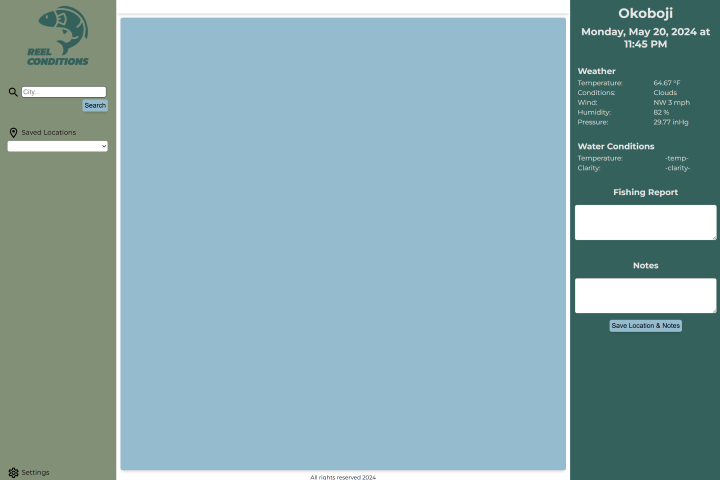 REEL
CONDITIONS
City...
Search
Saved Locations
Settings
All rights reserved 2024
Okoboji
Monday, May 20, 2024 at
11:45 PM
Weather
Temperature: 64.67 °F
Conditions: Clouds
Wind: NW 3 mph
Humidity: 82 %
Pressure: 29.77 inHg
Water Conditions
Temperature: -temp-
Clarity: -clarity-
Fishing Report
Notes
Save Location & Notes